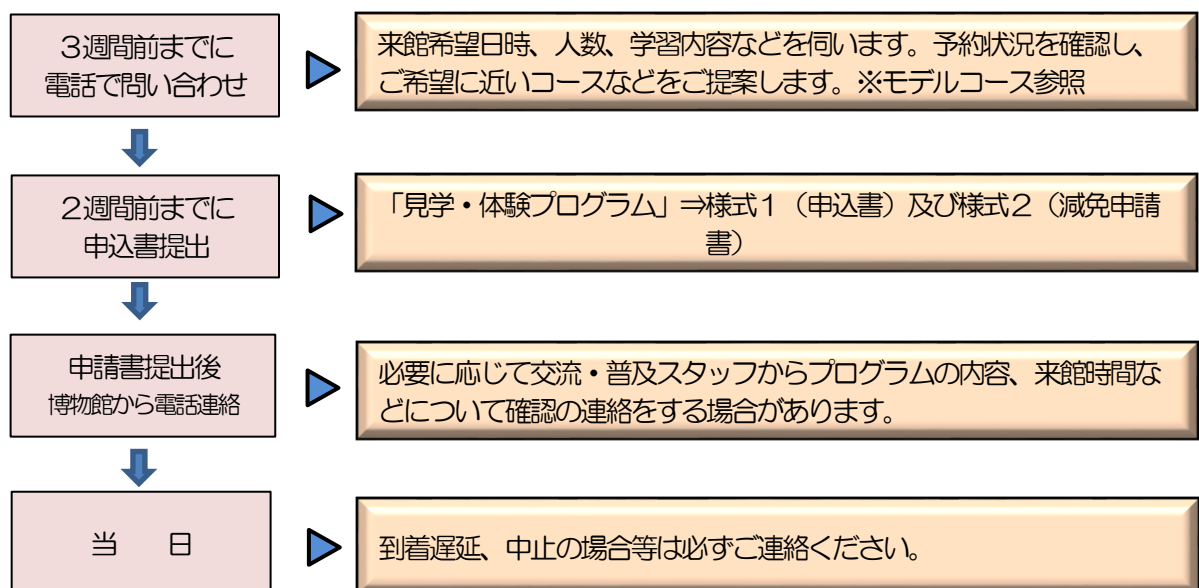 3週間前までに
電話で問い合わせ
来館希望日時、人数、学習内容などを伺います。予約状況を確認し、
ご希望に近いコースなどをご提案します。※モデルコース参照
2週間前までに
申込書提出
「見学・体験プログラム」⇒様式1(申込書)及び様式2(減免申請
書)
申請書提出後
博物館から電話連絡
必要に応じて交流・普及スタッフからプログラムの内容、来館時間な
どについて確認の連絡をする場合があります。
当 日
到着遅延、中止の場合等は必ずご連絡ください。